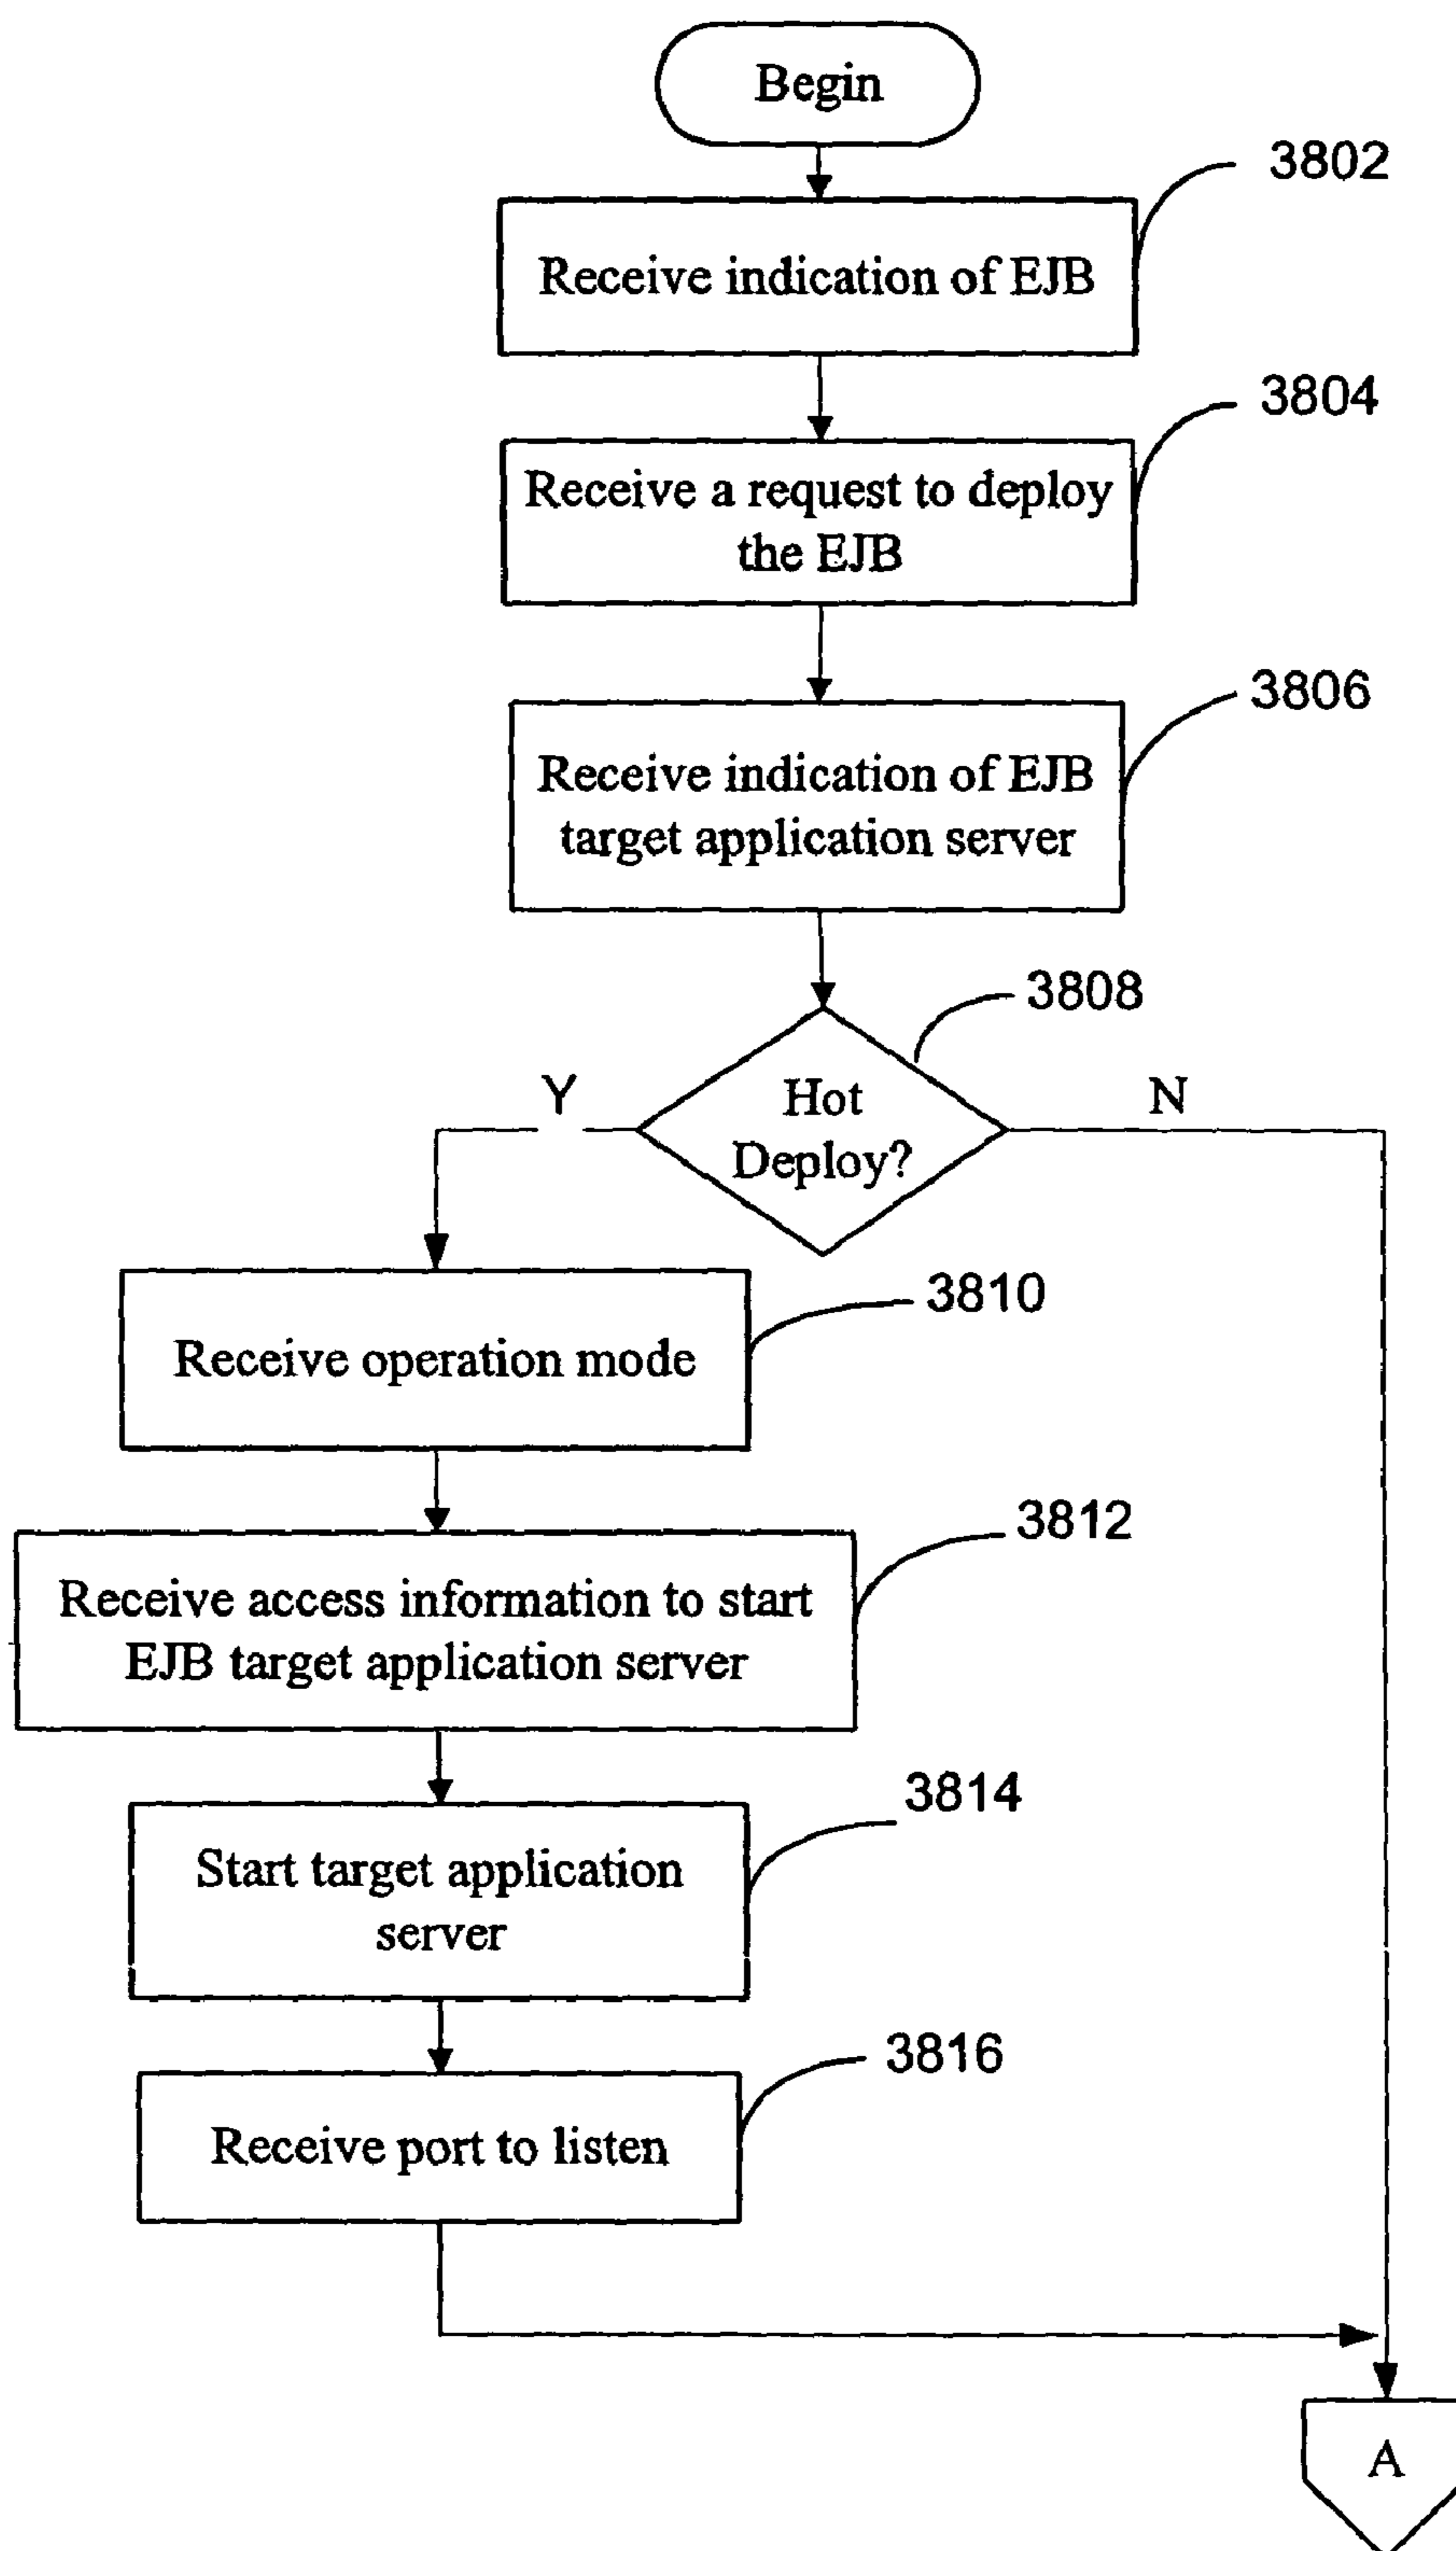 Begin
3802
Receive indication of EJB
3804
Receive a request to deploy
the EJB
3806
Receive indication of EJB
target application server
3808
Hot
Deploy?
Y
N
3810
Receive operation mode
3812
Receive access information to start
EJB target application server
3814
Start target application
server
3816
Receive port to listen
A